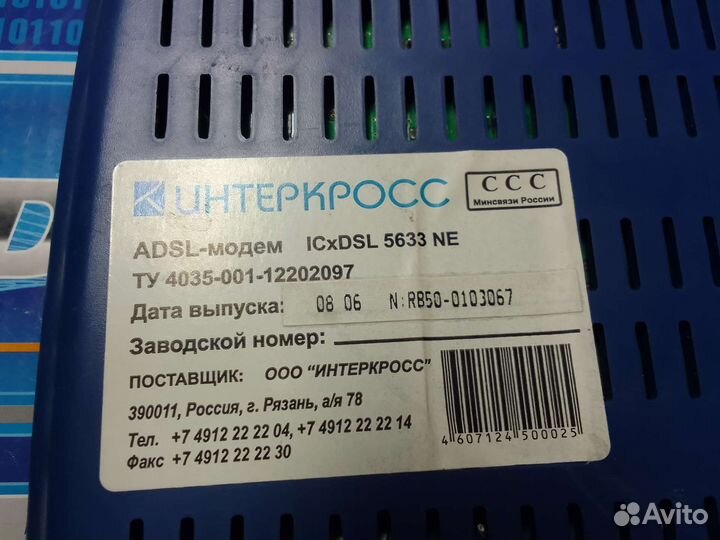 10101
10110
ИНТЕРКРОСС
ССС
Минсвязи России
ADSL-модем ICxDSL 5633 NE
ТУ 4035-001-12202097
Дата выпуска: 08 06 N:RB50-0103067
Заводской номер:
ПОСТАВЩИК: ООО "ИНТЕРКРОСС"
390011, Россия, г. Рязань, а/я 78
Тел. +7 4912 22 22 04, +7 4912 22 22 14
Факс +7 4912 22 22 30
4607124500025
Avito